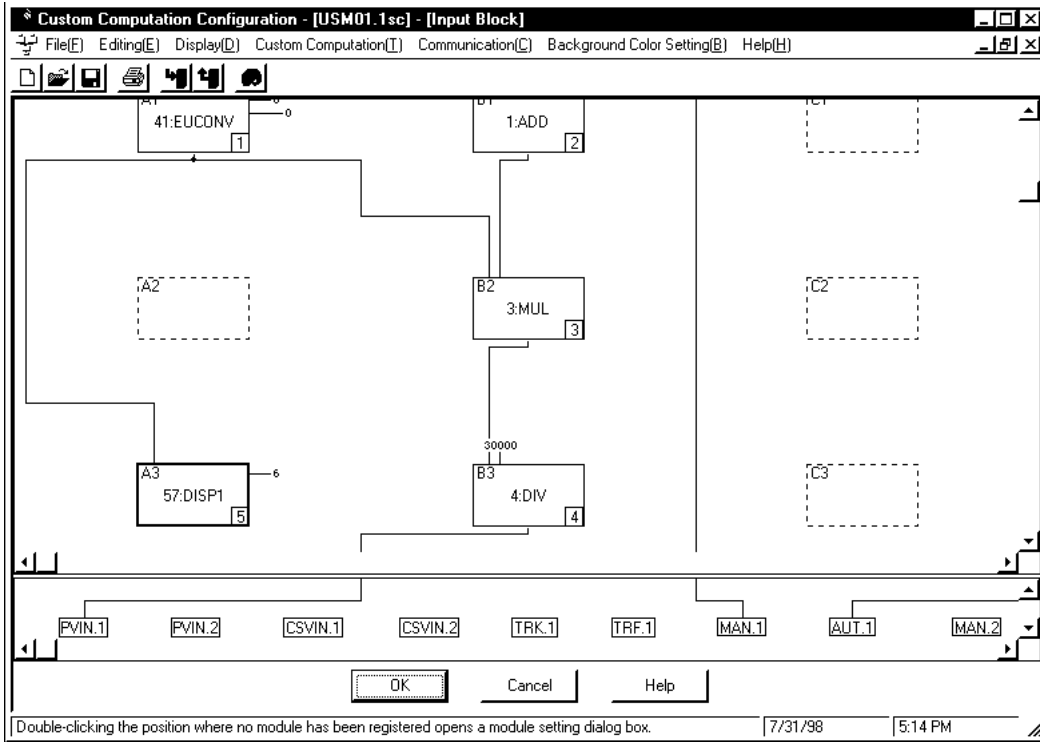 Custom Computation Configuration - [USM01.1sc] - [Input Block]
File(F) Editing(E) Display(D) Custom Computation(T) Communication(C) Background Color Setting(B) Help(H)
A1
41:EUCONV
1
0
0
B1
1:ADD
2
C1
A2
B2
3:MUL
3
C2
30000
A3
57:DISP1
5
6
B3
4:DIV
4
C3
PVIN.1 PVIN.2 CSVIN.1 CSVIN.2 TRK.1 TRF.1 MAN.1 AUT.1 MAN.2
OK Cancel Help
Double-clicking the position where no module has been registered opens a module setting dialog box. 7/31/98 5:14 PM